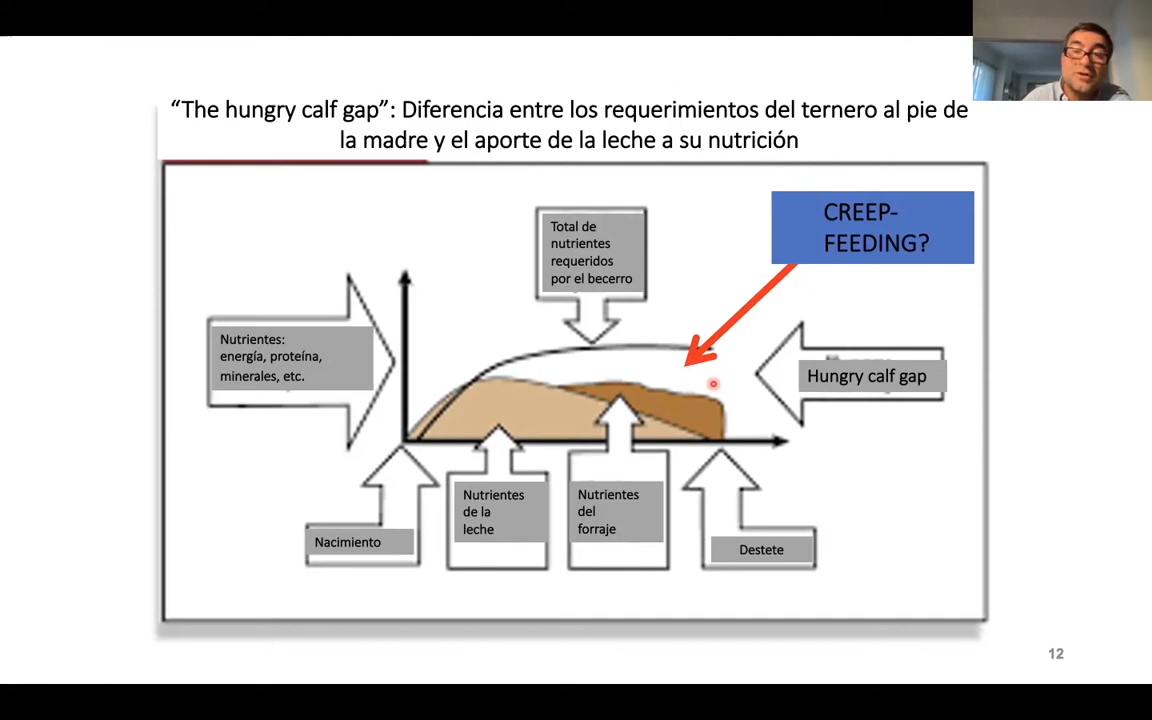 “The hungry calf gap”: Diferencia entre los requerimientos del ternero al pie de
la madre y el aporte de la leche a su nutrición
CREEP-
FEEDING?
Total de
nutrientes
requeridos
por el becerro
Nutrientes:
energía, proteína,
minerales, etc.
Hungry calf gap
Nutrientes
de la
leche
Nutrientes
del
forraje
Nacimiento
Destete
12